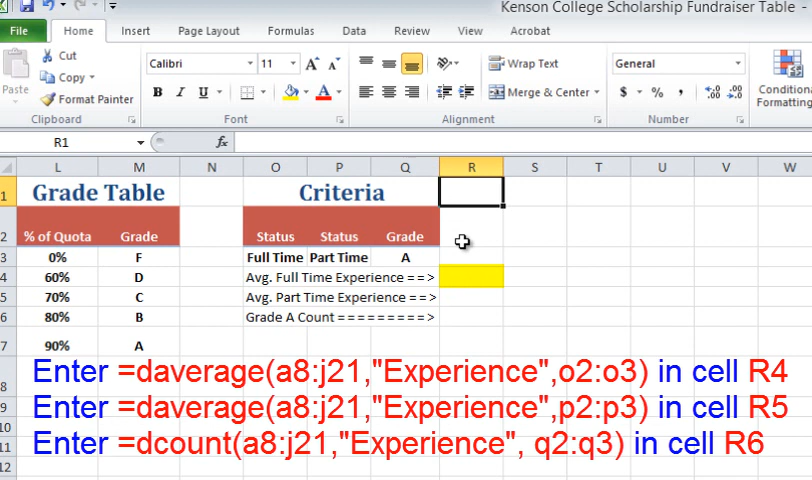 Kenson College Scholarship Fundraiser Table -
File Home Insert Page Layout Formulas Data Review View Acrobat
Cut
Copy
Format Painter
Paste
Calibri 11 A A
B I U A
Wrap Text
Merge & Center
General
$ % , .0 .00 .00 .0
Conditional
Formatting
Clipboard Font Alignment Number
R1 fx
L M N O P Q R S T U V W
1 Grade Table Criteria
2 % of Quota Grade Status Status Grade
3 0% F Full Time Part Time A
4 60% D Avg. Full Time Experience = = >
5 70% C Avg. Part Time Experience = = >
6 80% B Grade A Count = = = = = = = = = >
7 90% A
8 Enter =daverage(a8:j21,"Experience",o2:o3) in cell R4
9 Enter =daverage(a8:j21,"Experience",p2:p3) in cell R5
10
11 Enter =dcount(a8:j21,"Experience", q2:q3) in cell R6
12